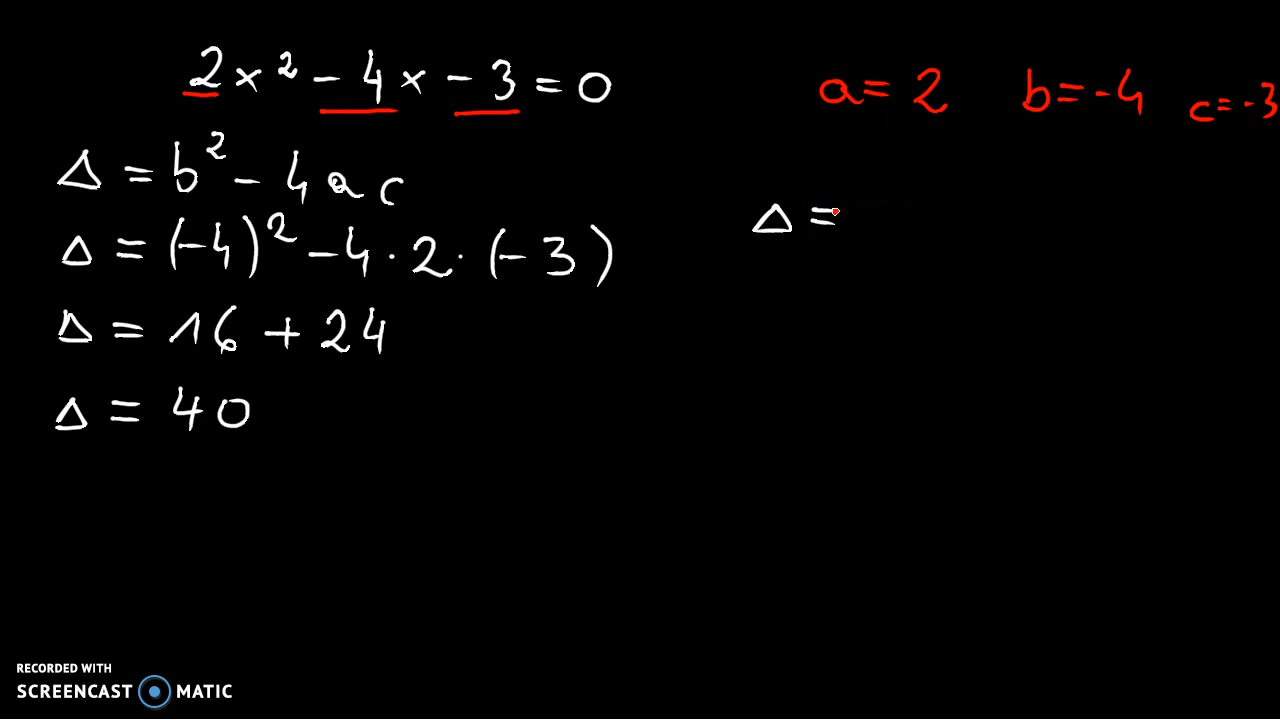 2x² - 4x - 3 = 0
a = 2 b = -4 c = -3
Δ = b² - 4ac
Δ = (-4)² - 4 · 2 · (-3)
Δ = 16 + 24
Δ = 40
Δ =
RECORDED WITH
SCREENCAST MATIC